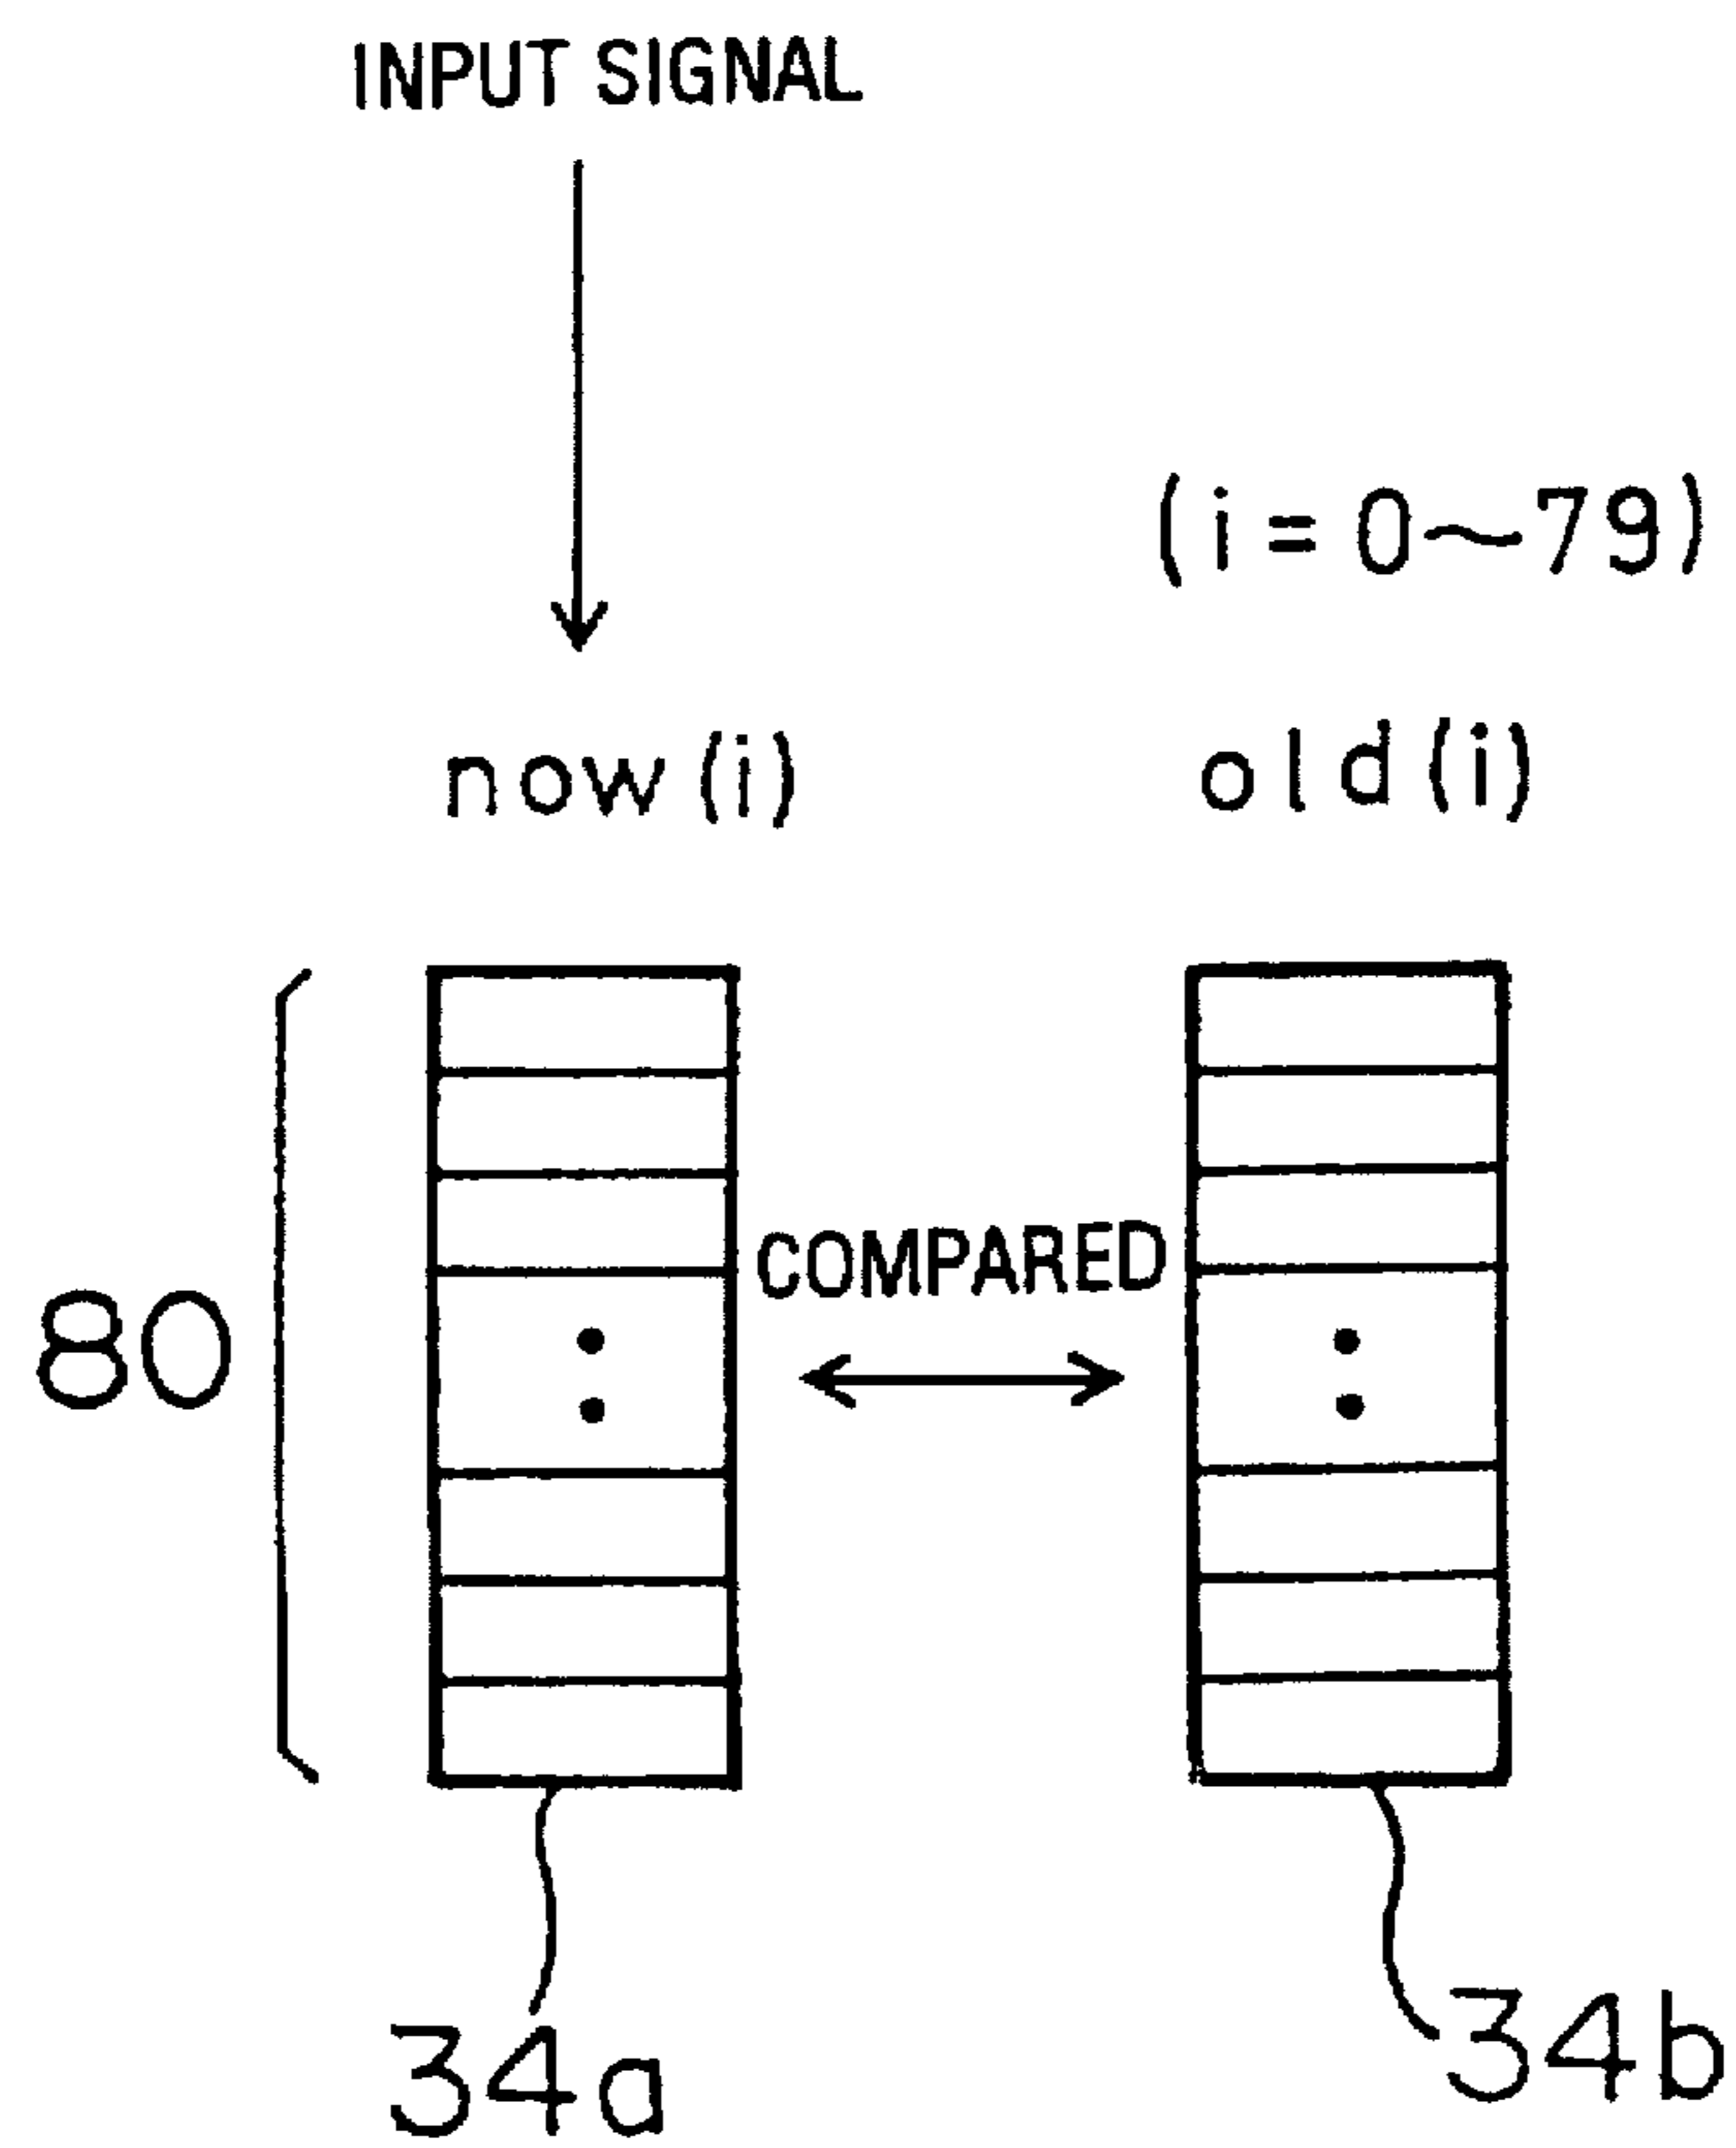 INPUT SIGNAL
(i = 0~79)
now(i)
old(i)
COMPARED
80
34a
34b